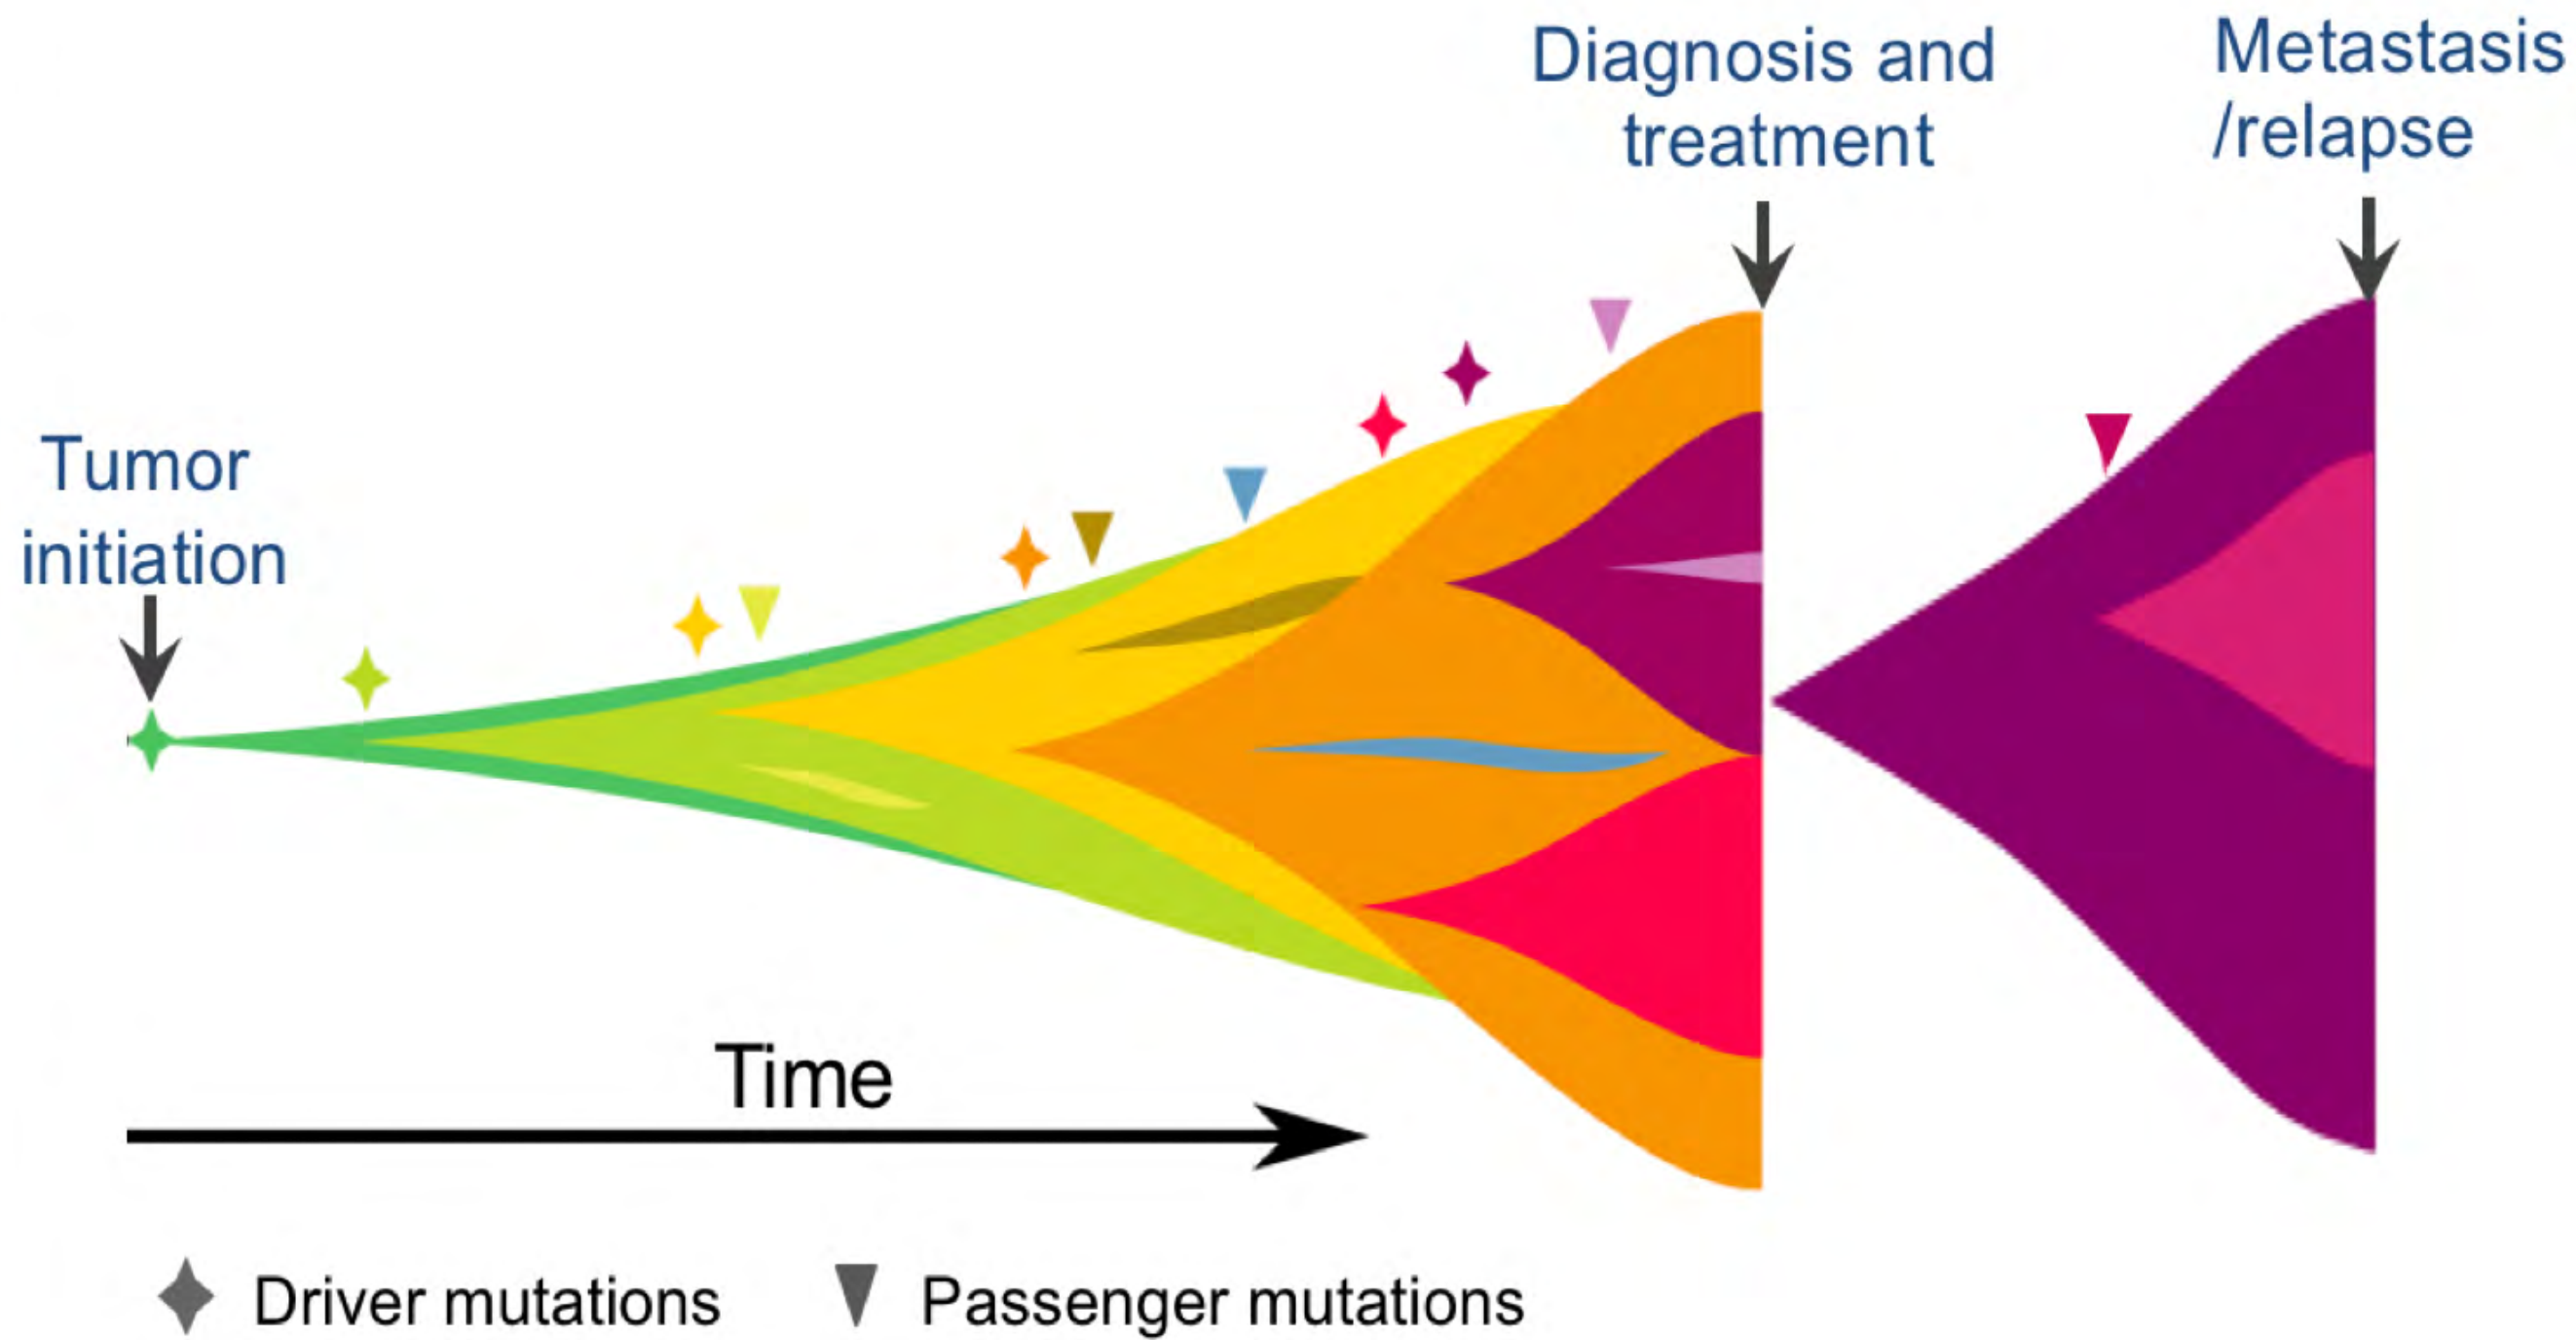 Diagnosis and
treatment
Metastasis
/relapse
Tumor
initiation
Time
Driver mutations
Passenger mutations